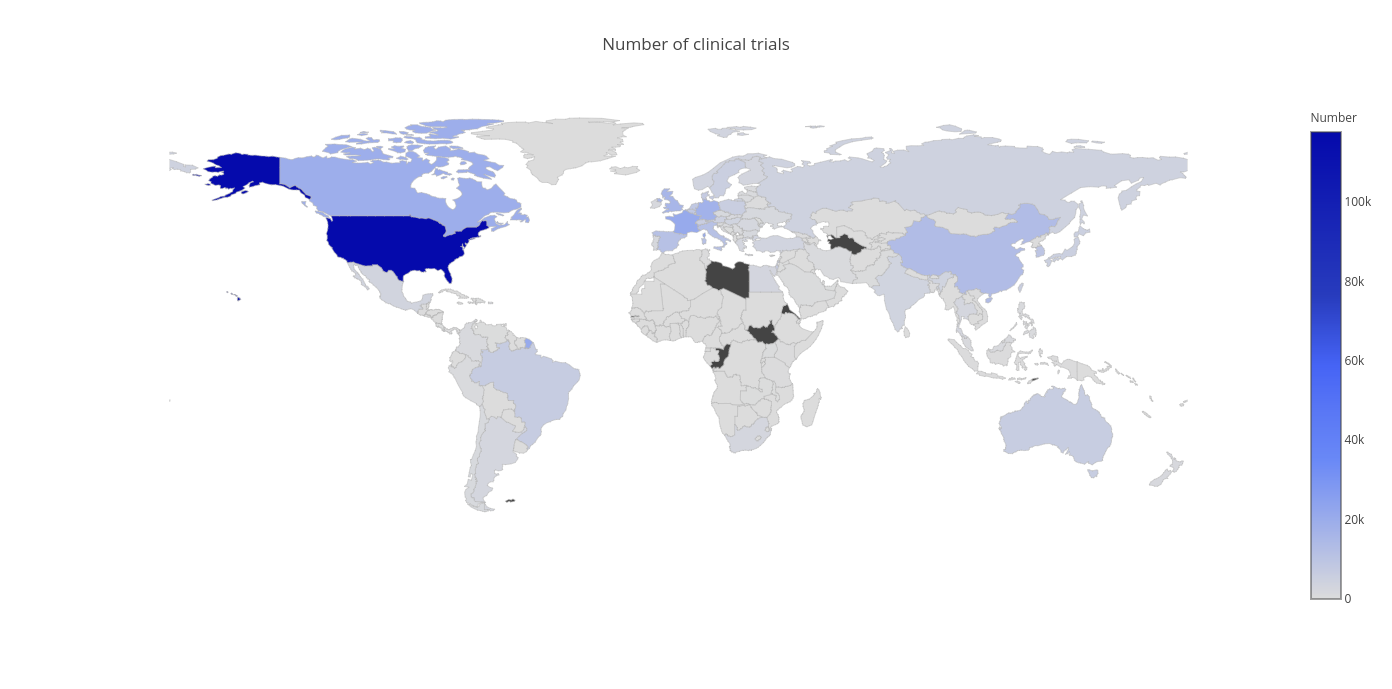 Number of clinical trials
Number
100k
80k
60k
40k
20k
0